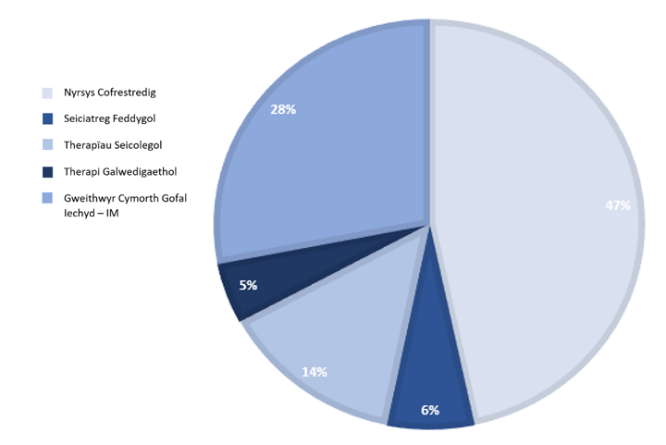 Nyrsys Cofrestredig
Seiciatreg Feddygol
Therapïau Seicolegol
Therapi Galwedigaethol
Gweithwyr Cymorth Gofal
Iechyd – IM
28%
47%
5%
14%
6%